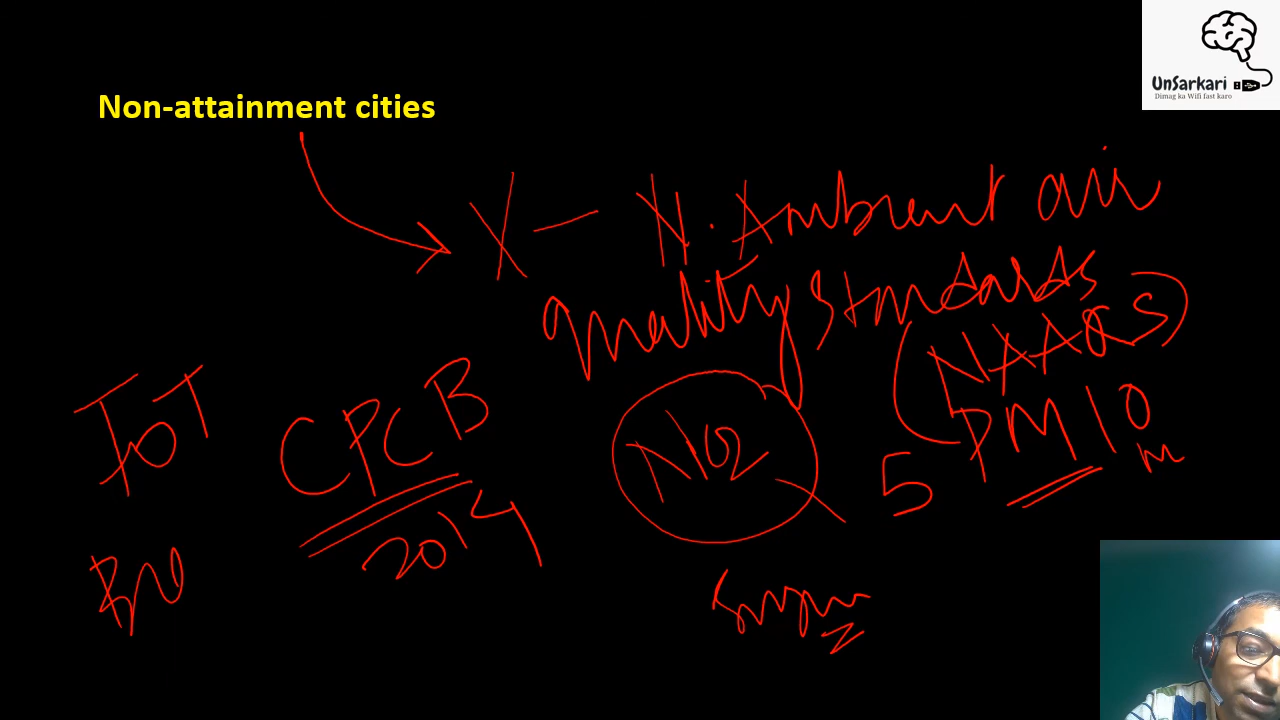 UnSarkari
Dimag ka Wifi fast karo
Non-attainment cities
X — N. Ambient air
quality standards
(NAAQS)
IOT CPCB NO2 5 PM10
2014